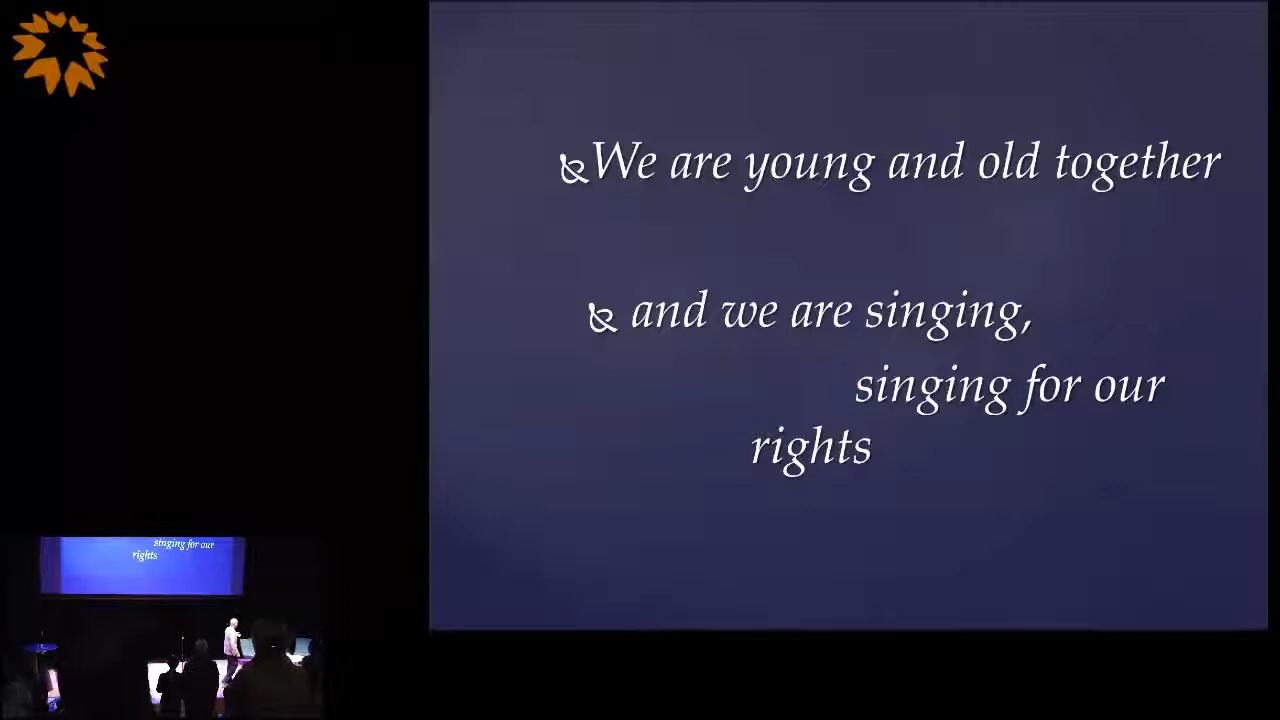 We are young and old together
and we are singing,
singing for our
rights
singing for our
rights